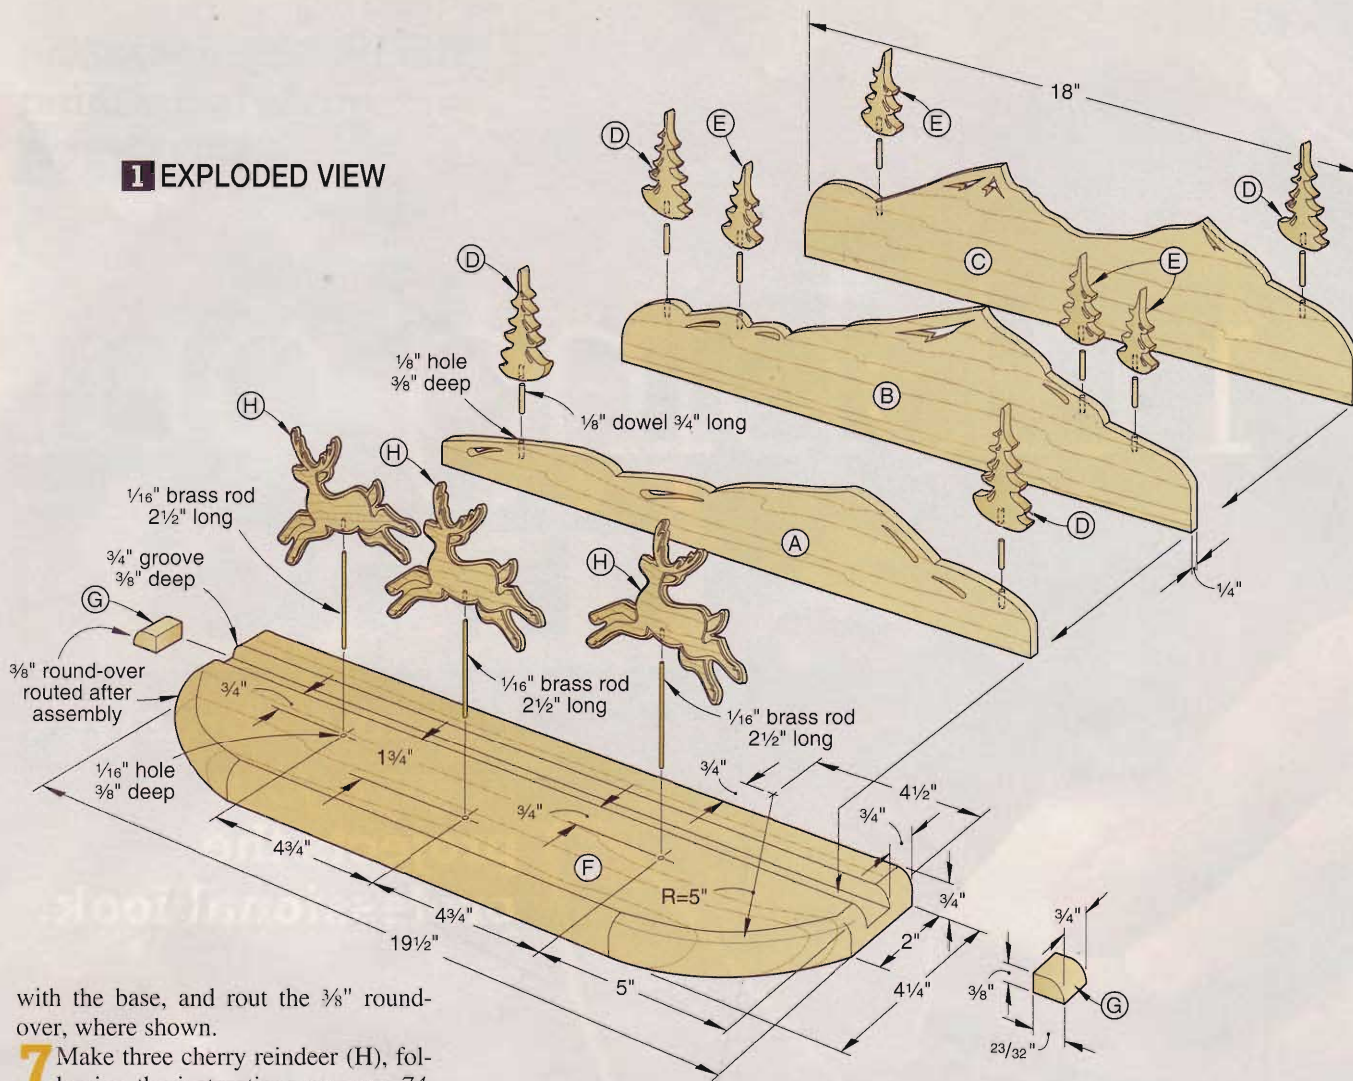 1 EXPLODED VIEW
18"
E
D
E
D
D
C
E
1/8" hole
3/8" deep
1/8" dowel 3/4" long
B
H
H
D
1/16" brass rod
2 1/2" long
A
1/4"
3/4" groove
3/8" deep
H
G
3/8" round-over
routed after
assembly
3/4"
1/16" brass rod
2 1/2" long
1/16" brass rod
2 1/2" long
1/16" hole
3/8" deep
1 3/4"
3/4"
3/4"
4 1/2"
3/4"
4 3/4"
F
R=5"
3/4"
3/4"
4 3/4"
19 1/2"
2"
3/8"
G
5"
4 1/4"
23/32"
with the base, and rout the 3/8" round-
over, where shown.
7 Make three cherry reindeer (H), fol-